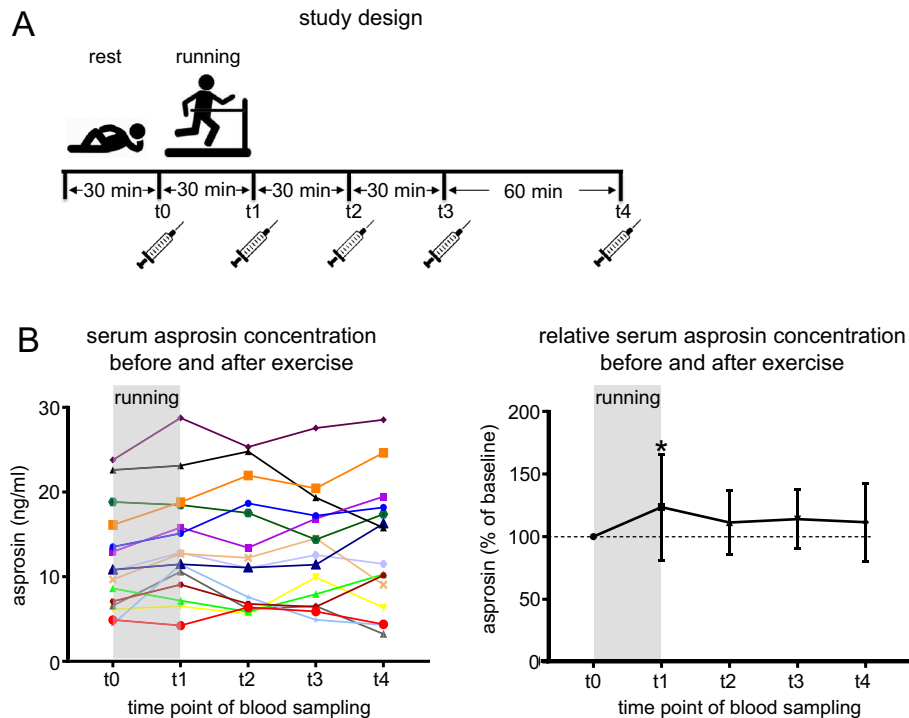 A
study design
rest
running
30 min
30 min
30 min
30 min
60 min
t0
t1
t2
t3
t4
B
serum asprosin concentration
before and after exercise
running
asprosin (ng/ml)
30
20
10
0
t0
t1
t2
t3
t4
time point of blood sampling
relative serum asprosin concentration
before and after exercise
running
*
asprosin (% of baseline)
200
150
100
50
0
t0
t1
t2
t3
t4
time point of blood sampling